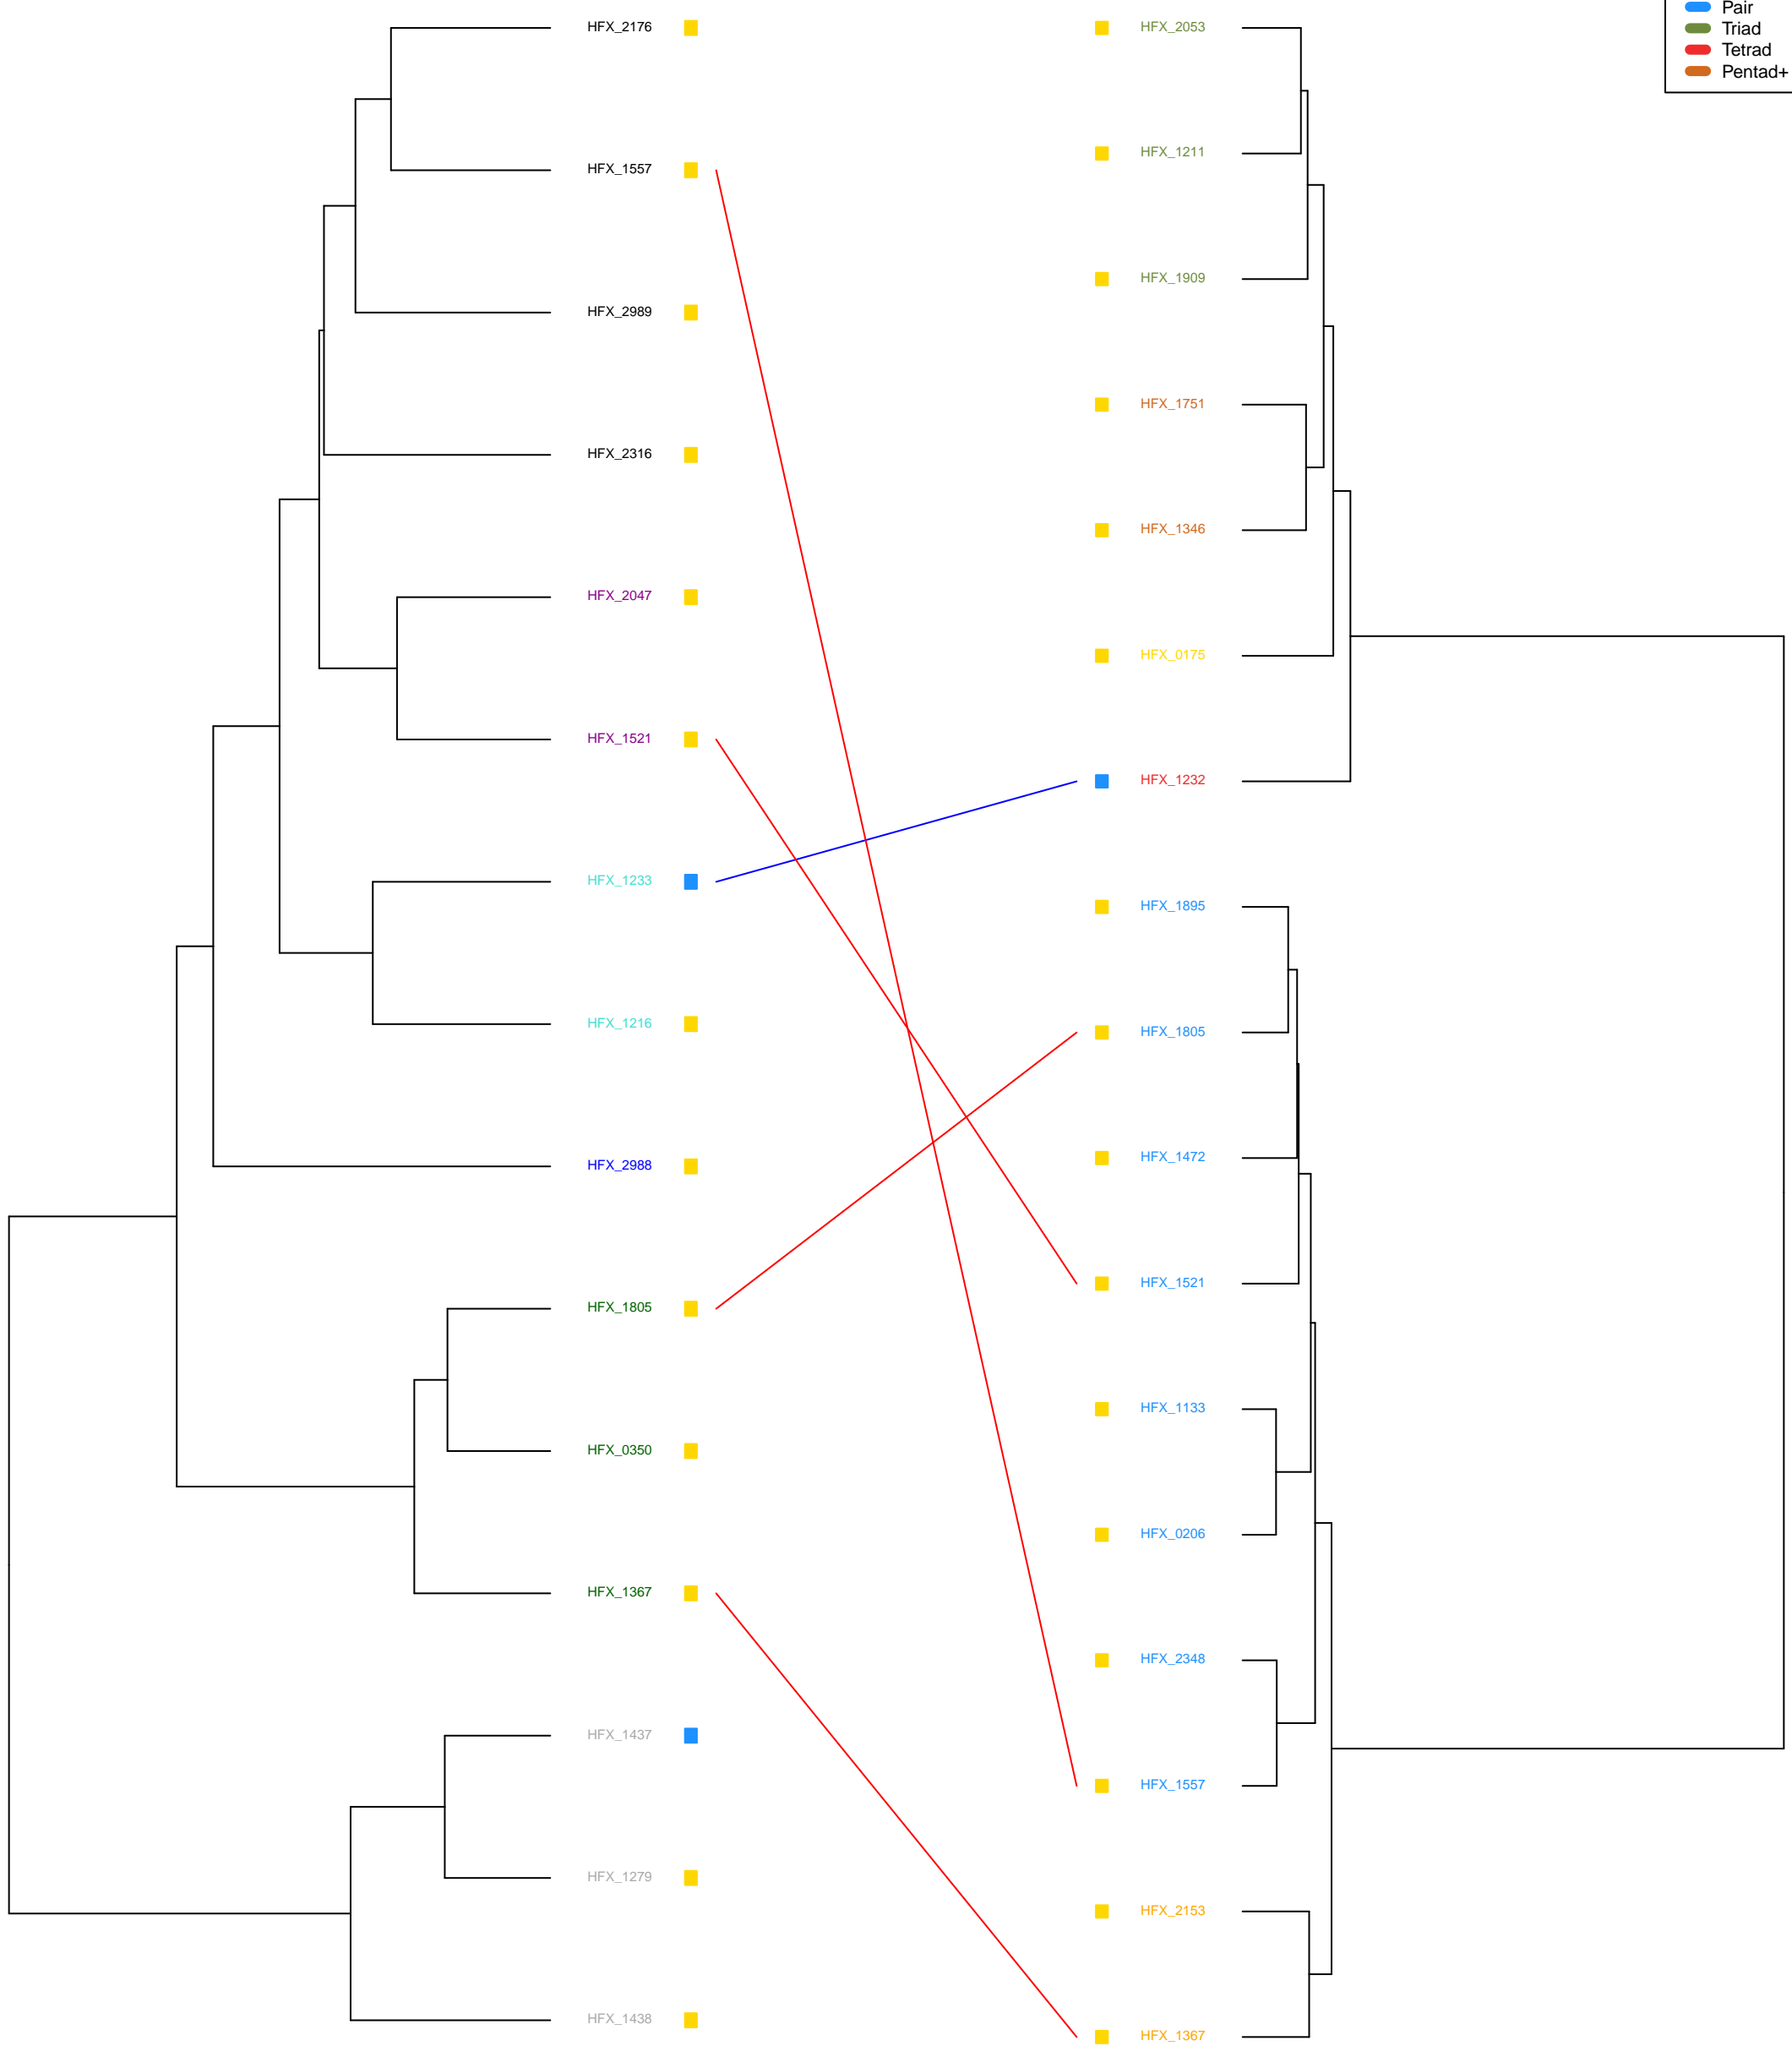 HFX_2176
HFX_1557
HFX_2989
HFX_2316
HFX_2047
HFX_1521
HFX_1233
HFX_1216
HFX_2988
HFX_1805
HFX_0350
HFX_1367
HFX_1437
HFX_1279
HFX_1438
HFX_2053
HFX_1211
HFX_1909
HFX_1751
HFX_1346
HFX_0175
HFX_1232
HFX_1895
HFX_1805
HFX_1472
HFX_1521
HFX_1133
HFX_0206
HFX_2348
HFX_1557
HFX_2153
HFX_1367
Pair
Triad
Tetrad
Pentad+